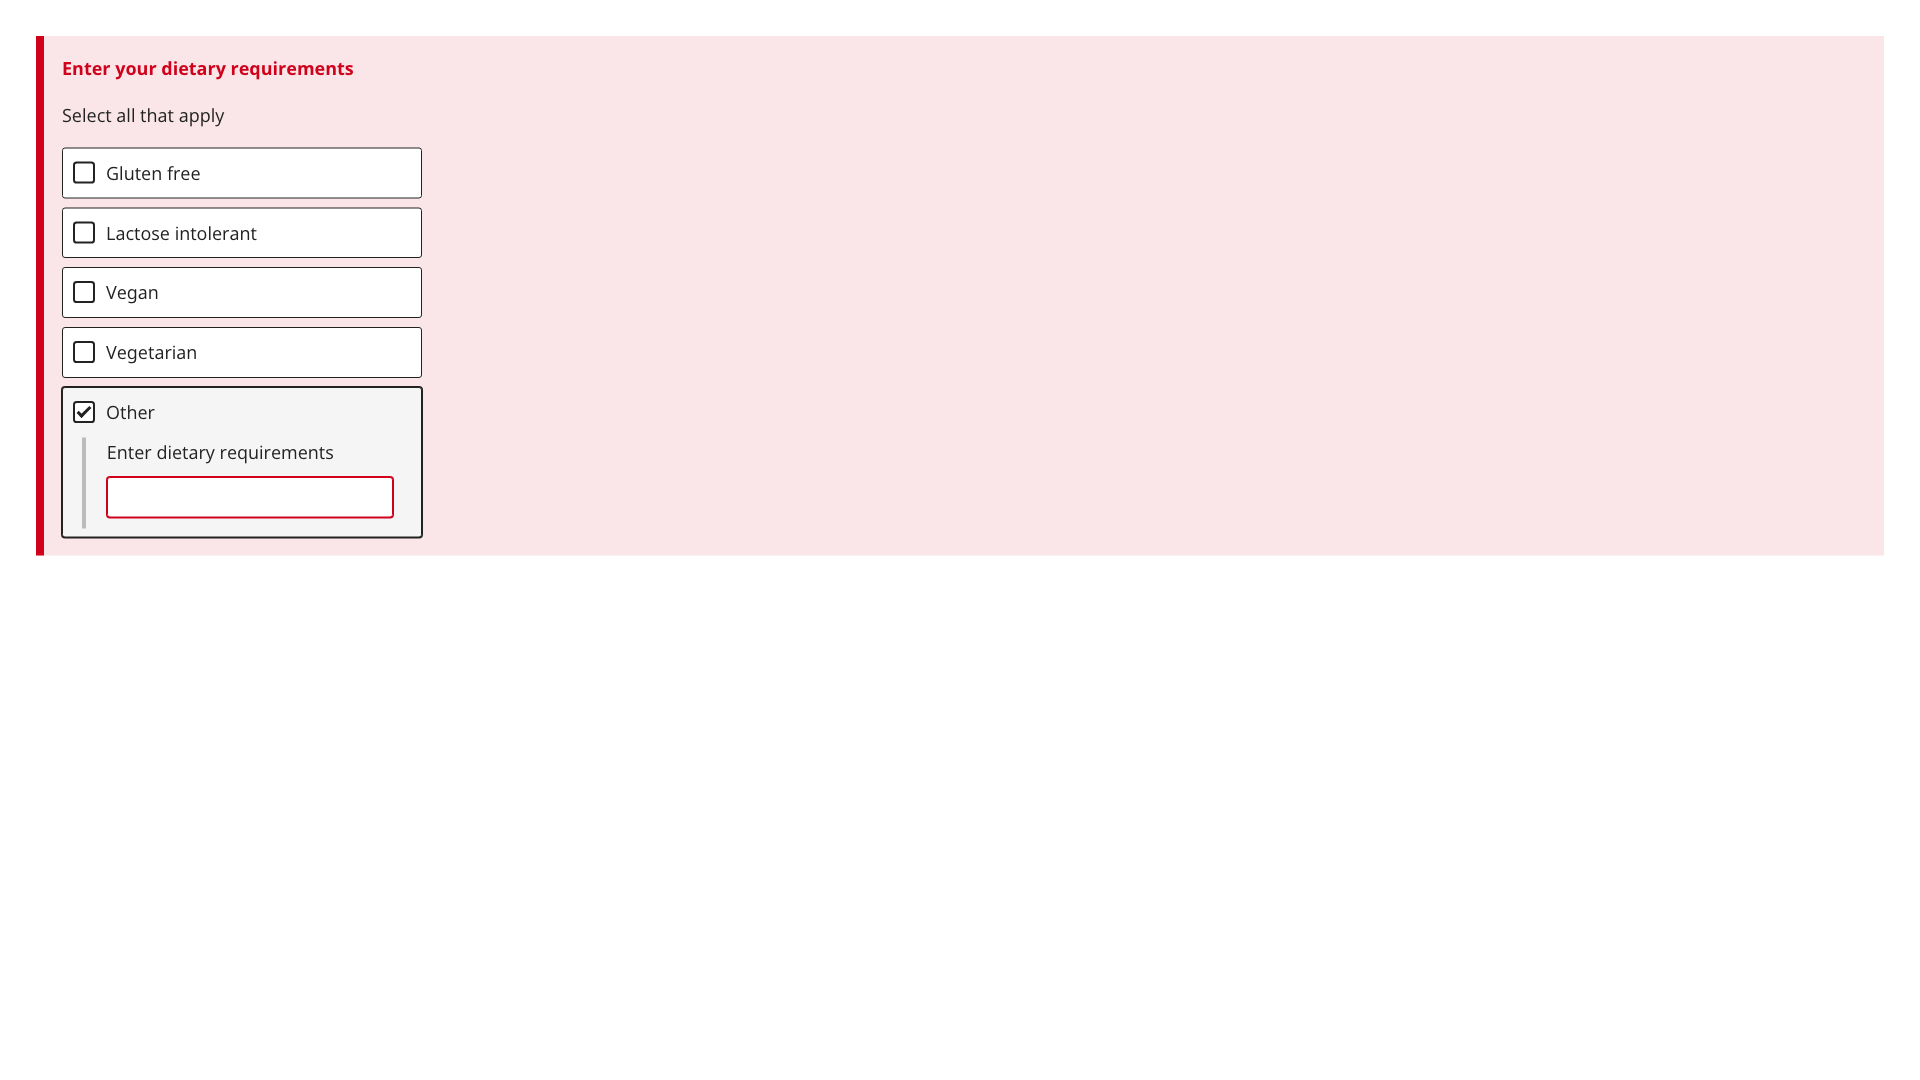 Enter your dietary requirements
Select all that apply
Gluten free
Lactose intolerant
Vegan
Vegetarian
Other
Enter dietary requirements